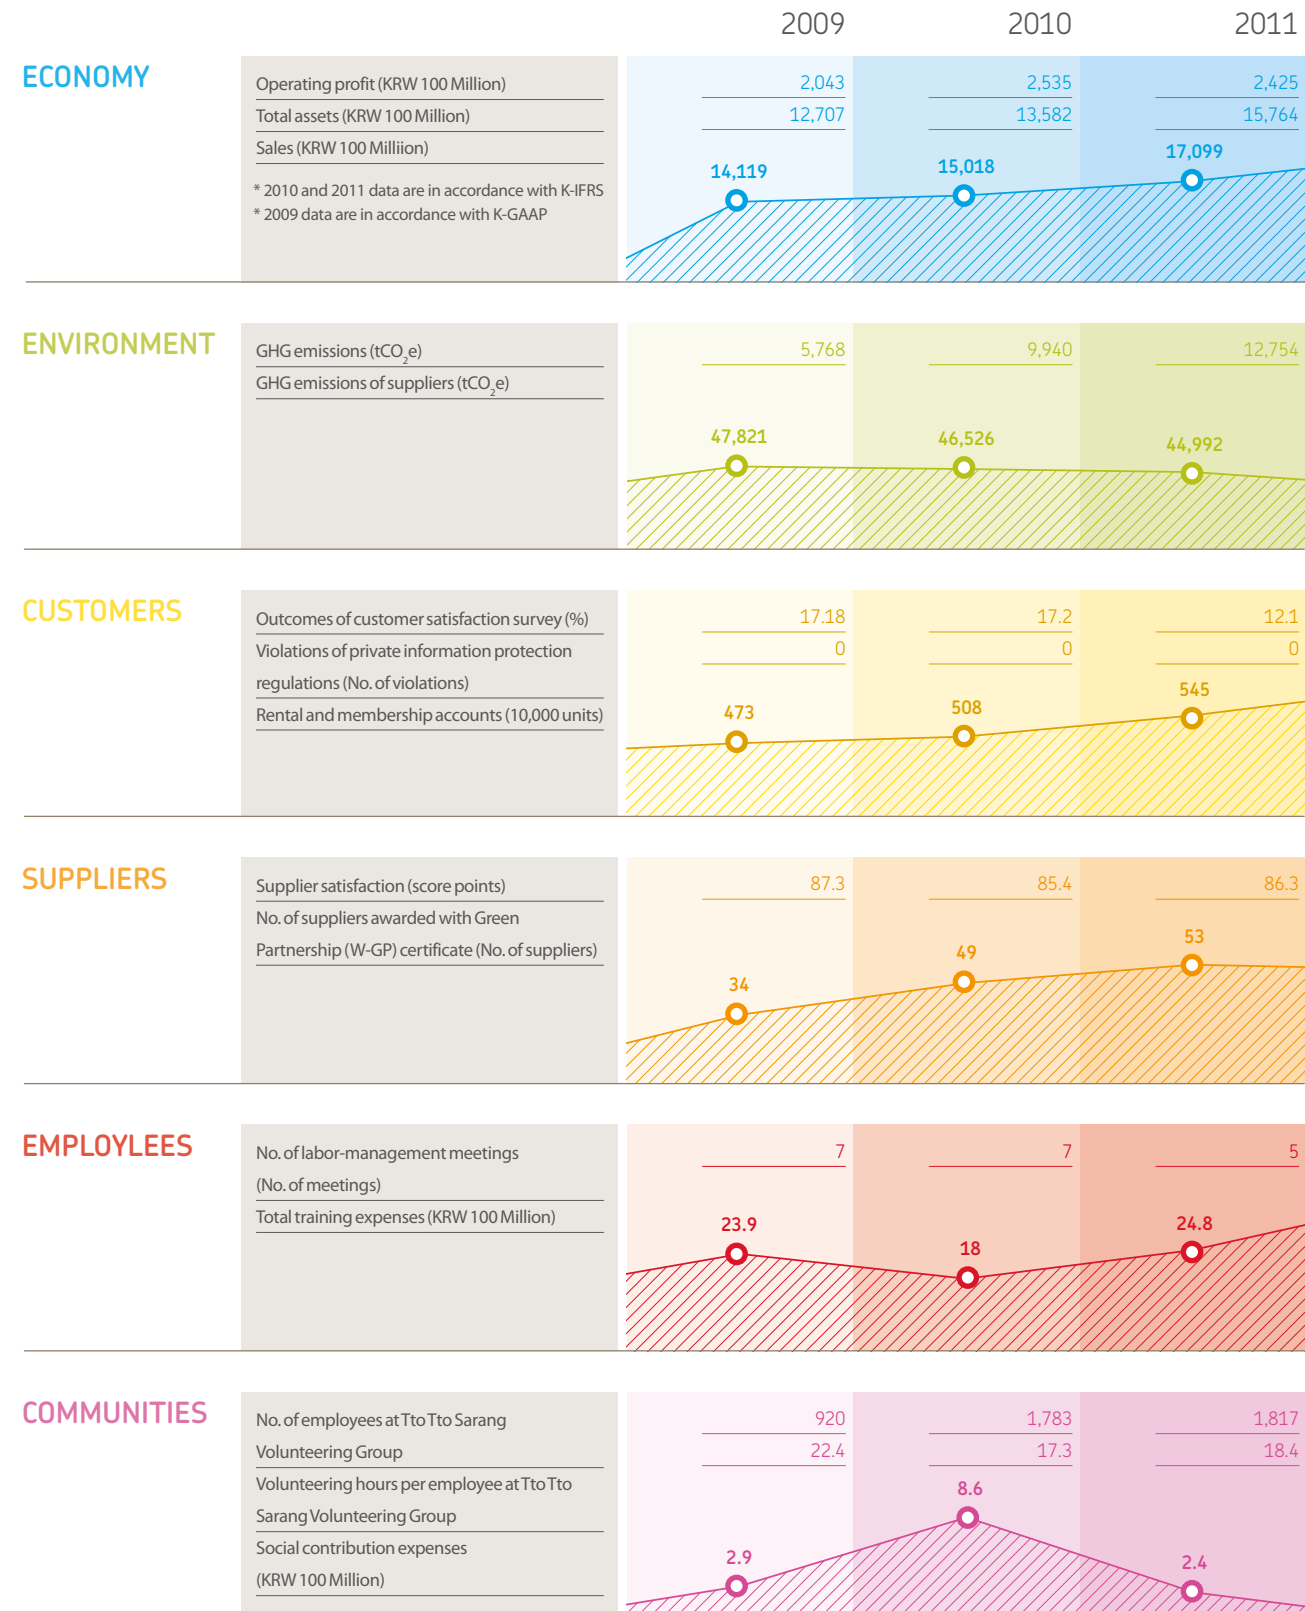 2009 2010 2011
ECONOMY
Operating profit (KRW 100 Million) 2,043 2,535 2,425
Total assets (KRW 100 Million) 12,707 13,582 15,764
Sales (KRW 100 Milliion)
14,119 15,018 17,099
* 2010 and 2011 data are in accordance with K-IFRS
* 2009 data are in accordance with K-GAAP
ENVIRONMENT
GHG emissions (tCO2e) 5,768 9,940 12,754
GHG emissions of suppliers (tCO2e)
47,821 46,526 44,992
CUSTOMERS
Outcomes of customer satisfaction survey (%) 17.18 17.2 12.1
Violations of private information protection 0 0 0
regulations (No. of violations)
Rental and membership accounts (10,000 units)
473 508 545
SUPPLIERS
Supplier satisfaction (score points) 87.3 85.4 86.3
No. of suppliers awarded with Green
Partnership (W-GP) certificate (No. of suppliers)
34 49 53
EMPLOYLEES
No. of labor-management meetings 7 7 5
(No. of meetings)
Total training expenses (KRW 100 Million)
23.9 18 24.8
COMMUNITIES
No. of employees at Tto Tto Sarang 920 1,783 1,817
Volunteering Group 22.4 17.3 18.4
Volunteering hours per employee at Tto Tto
Sarang Volunteering Group
Social contribution expenses
(KRW 100 Million)
2.9 8.6 2.4